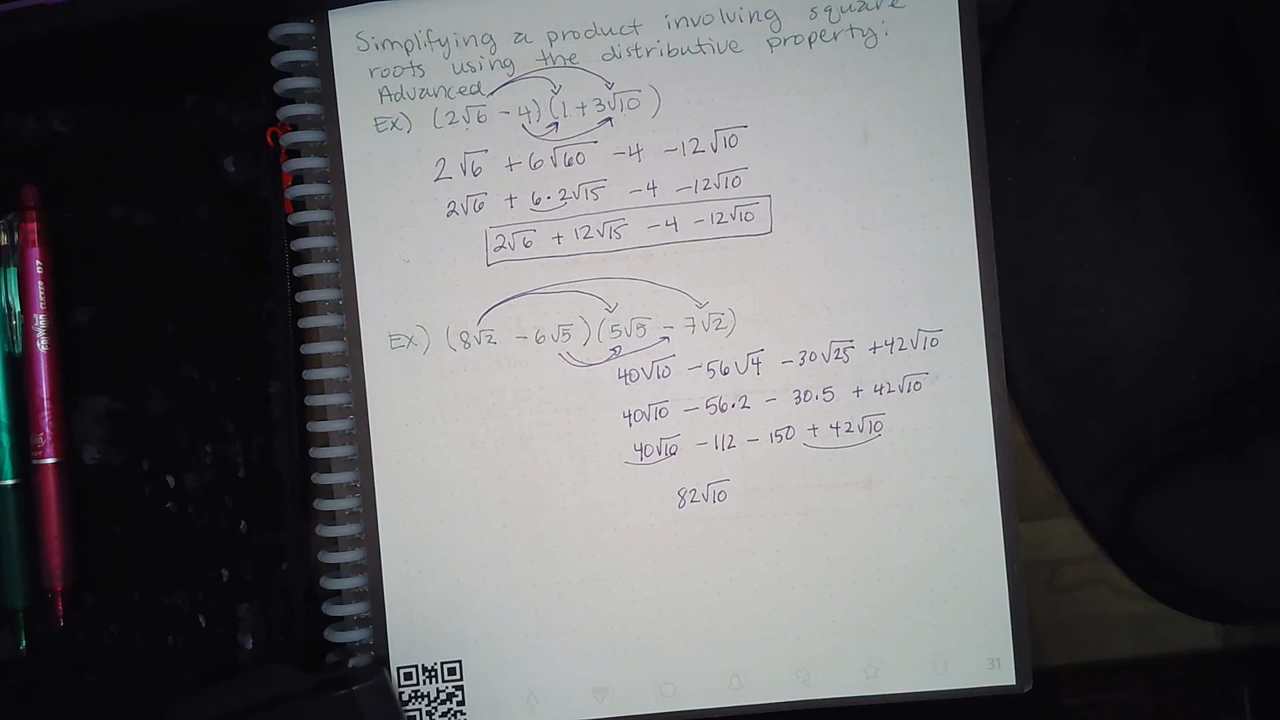 Simplifying a product involving square
roots using the distributive property:
Advanced
EX) (2√6 - 4)(1 + 3√10)
2√6 + 6√60 -4 -12√10
2√6 + 6·2√15 -4 -12√10
2√6 + 12√15 -4 -12√10
EX) (8√2 - 6√5)(5√5 - 7√2)
40√10 -56√4 -30√25 +42√10
40√10 -56·2 - 30·5 + 42√10
40√10 -112 - 150 + 42√10
82√10
31